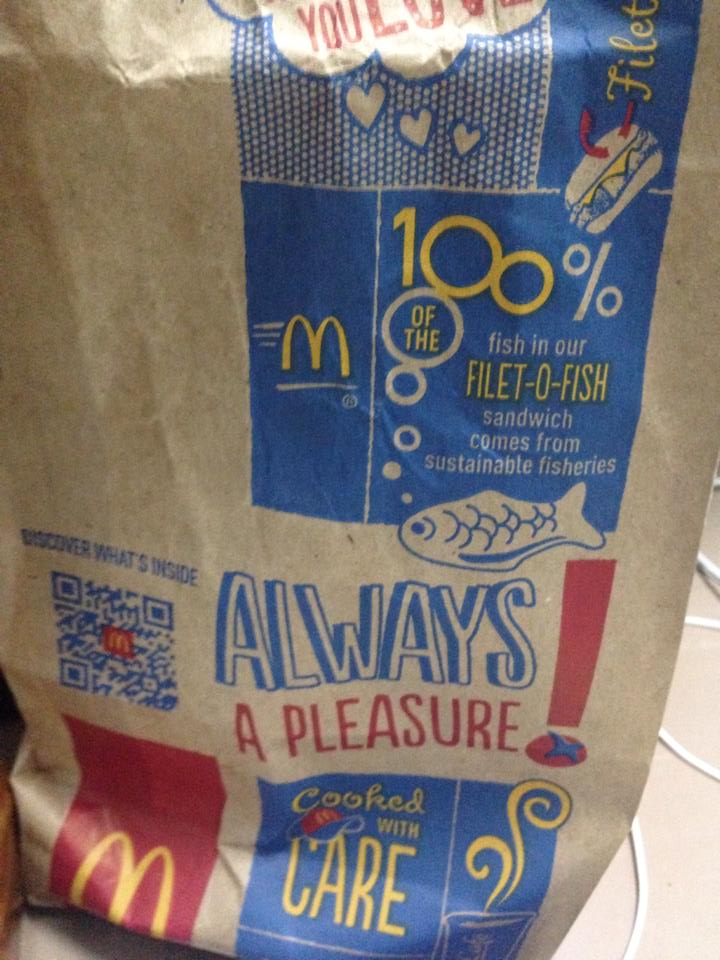 YOU LOVE
Filet
100%
OF
THE
fish in our
FILET-O-FISH
sandwich
comes from
sustainable fisheries
M
®
DISCOVER WHAT'S INSIDE
M
ALWAYS
A PLEASURE!
Cooked
WITH
CARE
M